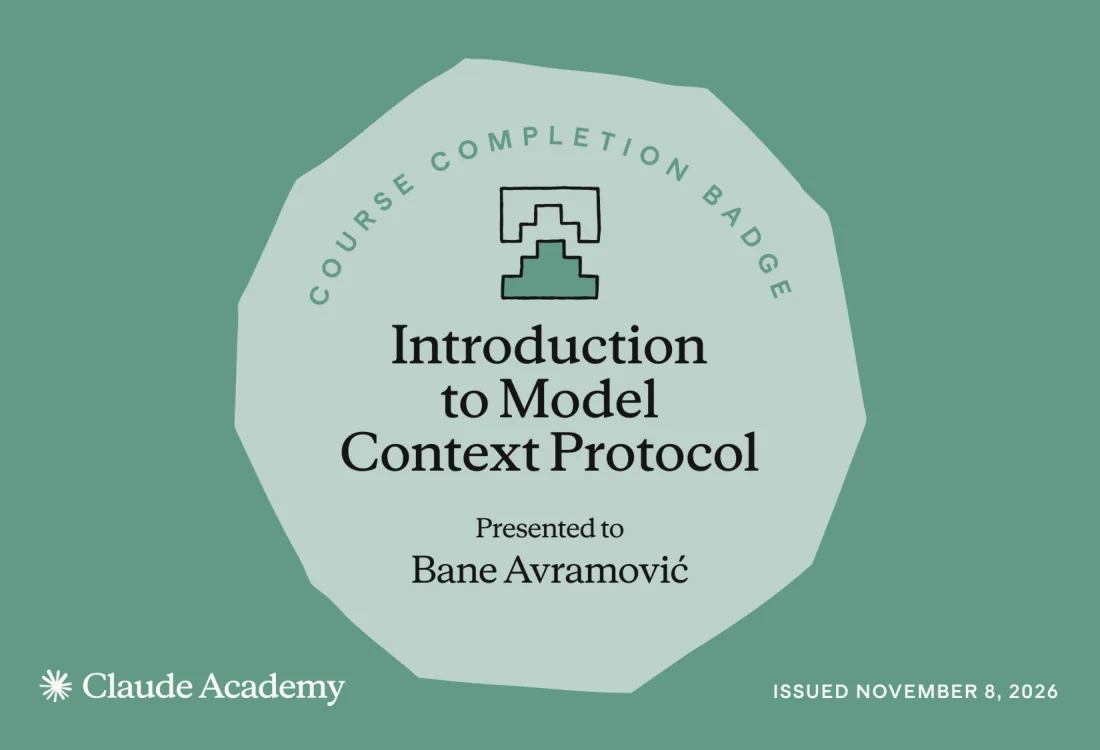 COURSE COMPLETION BADGE
Introduction
to Model
Context Protocol
Presented to
Bane Avramović
Claude Academy
ISSUED NOVEMBER 8, 2026